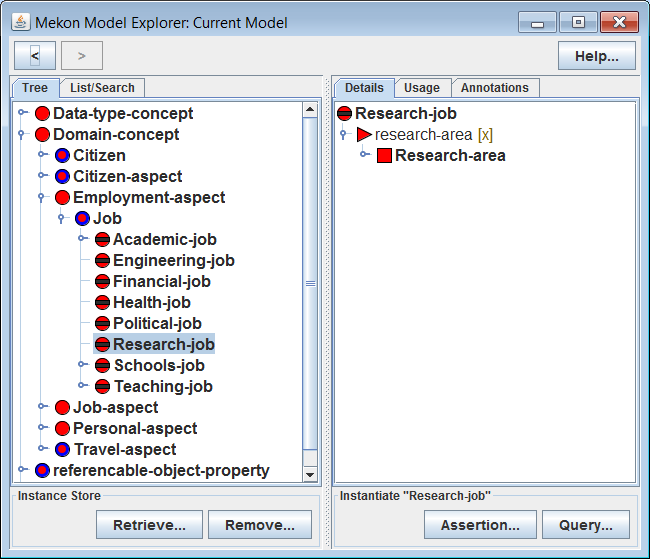 Mekon Model Explorer: Current Model
< > Help...
Tree List/Search
Data-type-concept
Domain-concept
Citizen
Citizen-aspect
Employment-aspect
Job
Academic-job
Engineering-job
Financial-job
Health-job
Political-job
Research-job
Schools-job
Teaching-job
Job-aspect
Personal-aspect
Travel-aspect
referencable-object-property
Instance Store
Retrieve... Remove...
Details Usage Annotations
Research-job
research-area [x]
Research-area
Instantiate "Research-job"
Assertion... Query...